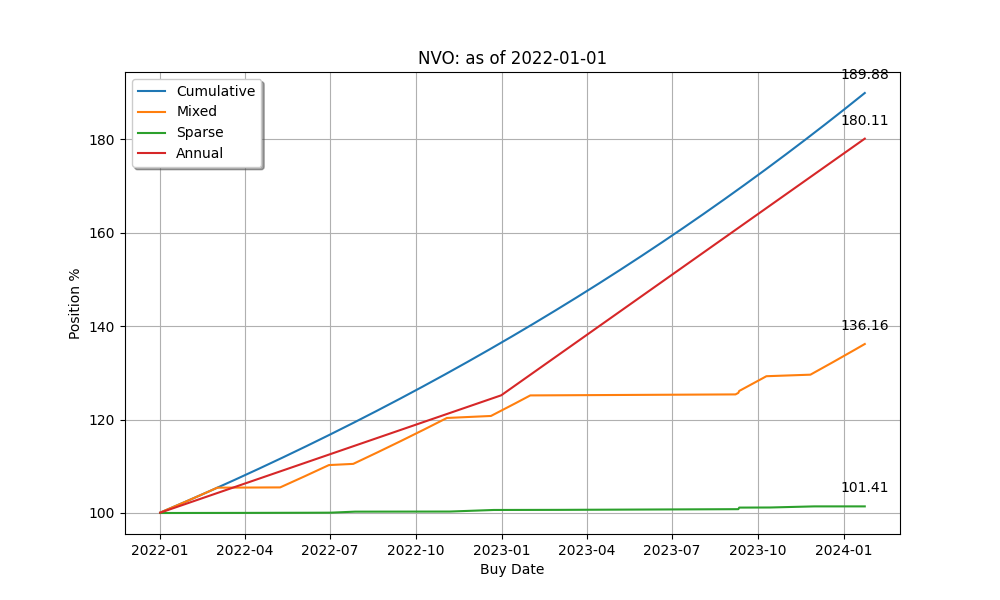 NVO: as of 2022-01-01
Cumulative
Mixed
Sparse
Annual
189.88
180.11
136.16
101.41
180
160
140
120
100
Position %
2022-01
2022-04
2022-07
2022-10
2023-01
2023-04
2023-07
2023-10
2024-01
Buy Date